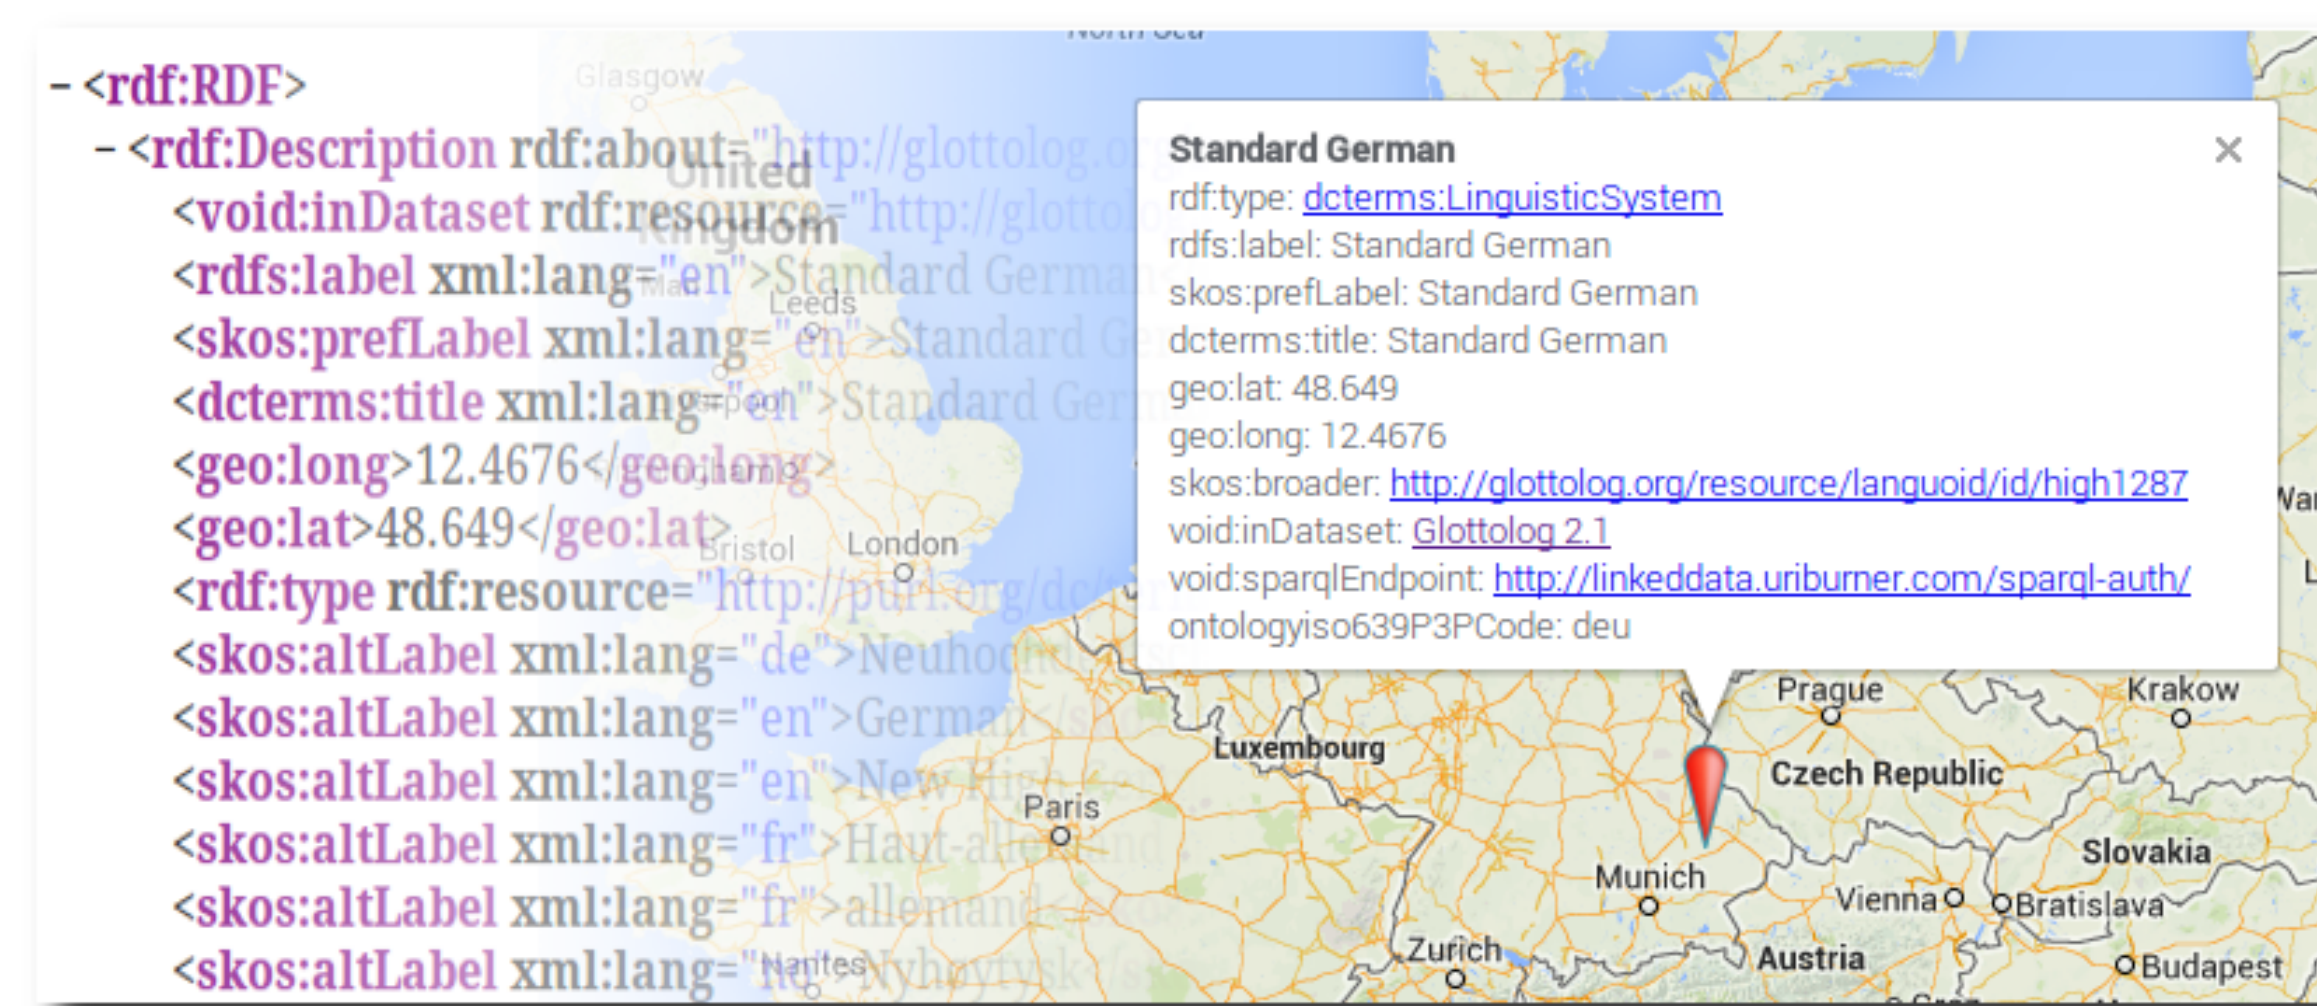 – <rdf:RDF>
– <rdf:Description rdf:about="http://glottolog.o
<void:inDataset rdf:resource="http://glottolo
<rdfs:label xml:lang="en">Standard German
<skos:prefLabel xml:lang="en">Standard Ge
<dcterms:title xml:lang="en">Standard Ger
<geo:long>12.4676</geo:long>
<geo:lat>48.649</geo:lat>
<rdf:type rdf:resource="http://purl.org/dc/t
<skos:altLabel xml:lang="de">Neuhochd
<skos:altLabel xml:lang="en">German</s
<skos:altLabel xml:lang="en">New High Ger
<skos:altLabel xml:lang="fr">Haut-allemand
<skos:altLabel xml:lang="fr">allemand
<skos:altLabel xml:lang="no">Nyhøytysk</s
North Sea
Glasgow
United
Kingdom
Leeds
Bristol
London
Standard German
rdf:type: dcterms:LinguisticSystem
rdfs:label: Standard German
skos:prefLabel: Standard German
dcterms:title: Standard German
geo:lat: 48.649
geo:long: 12.4676
skos:broader: http://glottolog.org/resource/languoid/id/high1287
void:inDataset: Glottolog 2.1
void:sparqlEndpoint: http://linkeddata.uriburner.com/sparql-auth/
ontologyiso639P3PCode: deu
Prague
Krakow
Luxembourg
Czech Republic
Paris
Slovakia
Munich
Vienna
Bratislava
Zurich
Austria
Budapest
Nantes